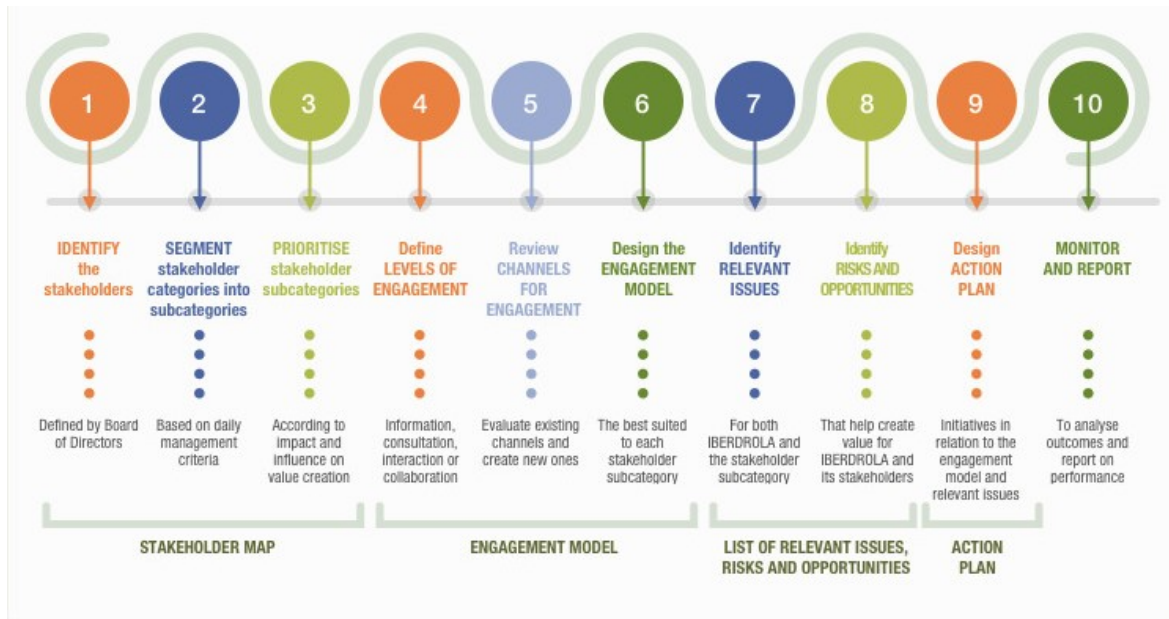 1
2
3
4
5
6
7
8
9
10
IDENTIFY
the
stakeholders
SEGMENT
stakeholder
categories into
subcategories
PRIORITISE
stakeholder
subcategories
Define
LEVELS OF
ENGAGEMENT
Review
CHANNELS
FOR
ENGAGEMENT
Design the
ENGAGEMENT
MODEL
Identify
RELEVANT
ISSUES
Identify
RISKS AND
OPPORTUNITIES
Design
ACTION
PLAN
MONITOR
AND REPORT
Defined by Board
of Directors
Based on daily
management
criteria
According to
impact and
influence on
value creation
Information,
consultation,
interaction or
collaboration
Evaluate existing
channels and
create new ones
The best suited
to each
stakeholder
subcategory
For both
IBERDROLA and
the stakeholder
subcategory
That help create
value for
IBERDROLA and
its stakeholders
Initiatives in
relation to the
engagement
model and
relevant issues
To analyse
outcomes and
report on
performance
STAKEHOLDER MAP
ENGAGEMENT MODEL
LIST OF RELEVANT ISSUES,
RISKS AND OPPORTUNITIES
ACTION
PLAN